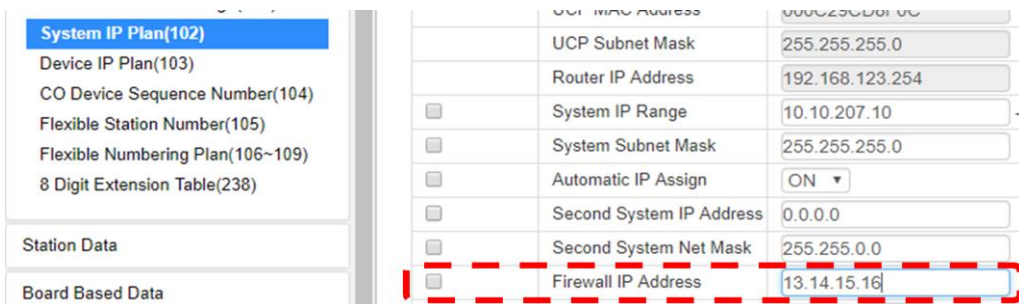 System IP Plan(102)
Device IP Plan(103)
CO Device Sequence Number(104)
Flexible Station Number(105)
Flexible Numbering Plan(106~109)
8 Digit Extension Table(238)
Station Data
Board Based Data
UCP MAC Address 000C29CD6F0C
UCP Subnet Mask 255.255.255.0
Router IP Address 192.168.123.254
System IP Range 10.10.207.10 -
System Subnet Mask 255.255.255.0
Automatic IP Assign ON
Second System IP Address 0.0.0.0
Second System Net Mask 255.255.0.0
Firewall IP Address 13.14.15.16